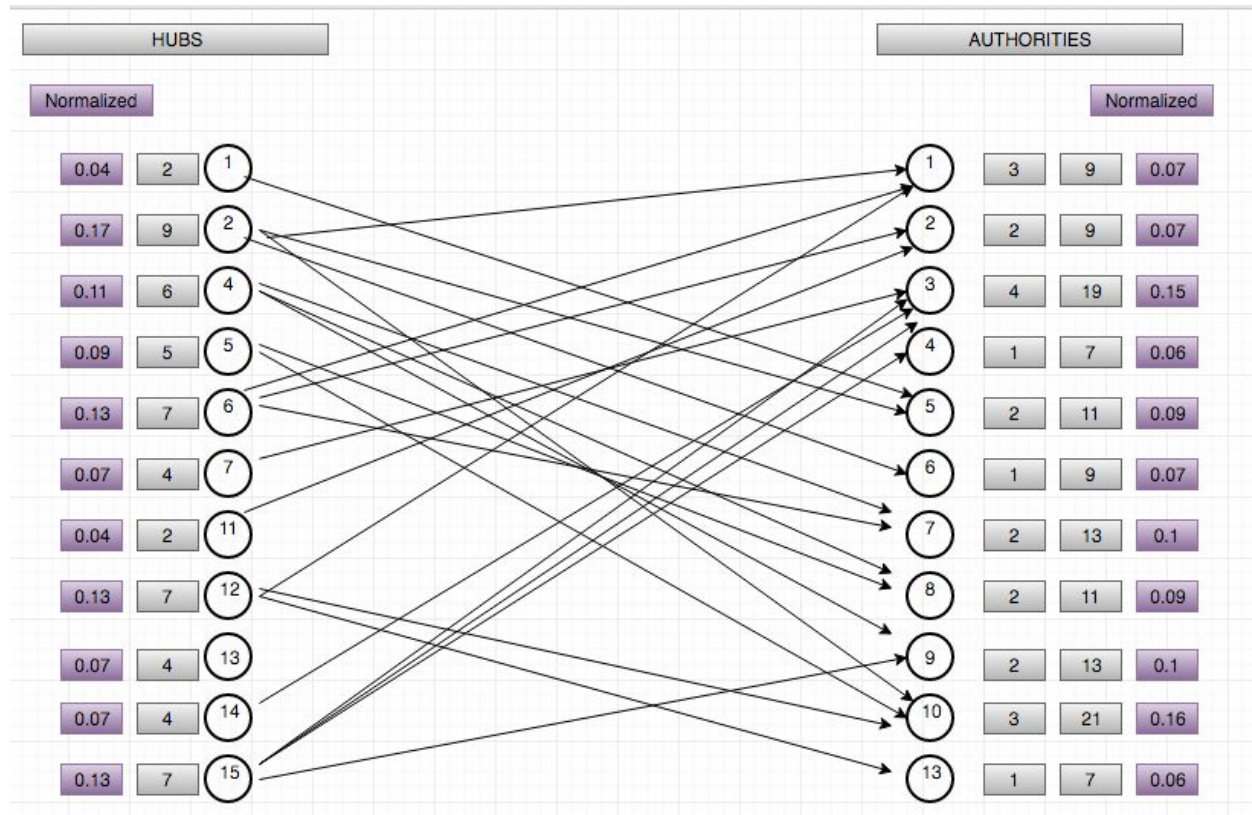 HUBS AUTHORITIES
Normalized Normalized
0.04 2 1 1 3 9 0.07
0.17 9 2 2 2 9 0.07
0.11 6 4 3 4 19 0.15
0.09 5 5 4 1 7 0.06
0.13 7 6 5 2 11 0.09
0.07 4 7 6 1 9 0.07
0.04 2 11 7 2 13 0.1
0.13 7 12 8 2 11 0.09
0.07 4 13 9 2 13 0.1
0.07 4 14 10 3 21 0.16
0.13 7 15 13 1 7 0.06